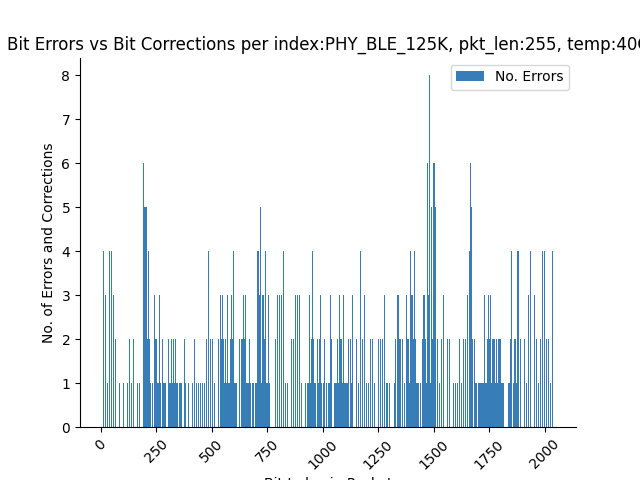 Bit Errors vs Bit Corrections per index:PHY_BLE_125K, pkt_len:255, temp:406
No. Errors
No. of Errors and Corrections
8
7
6
5
4
3
2
1
0
0 250 500 750 1000 1250 1500 1750 2000